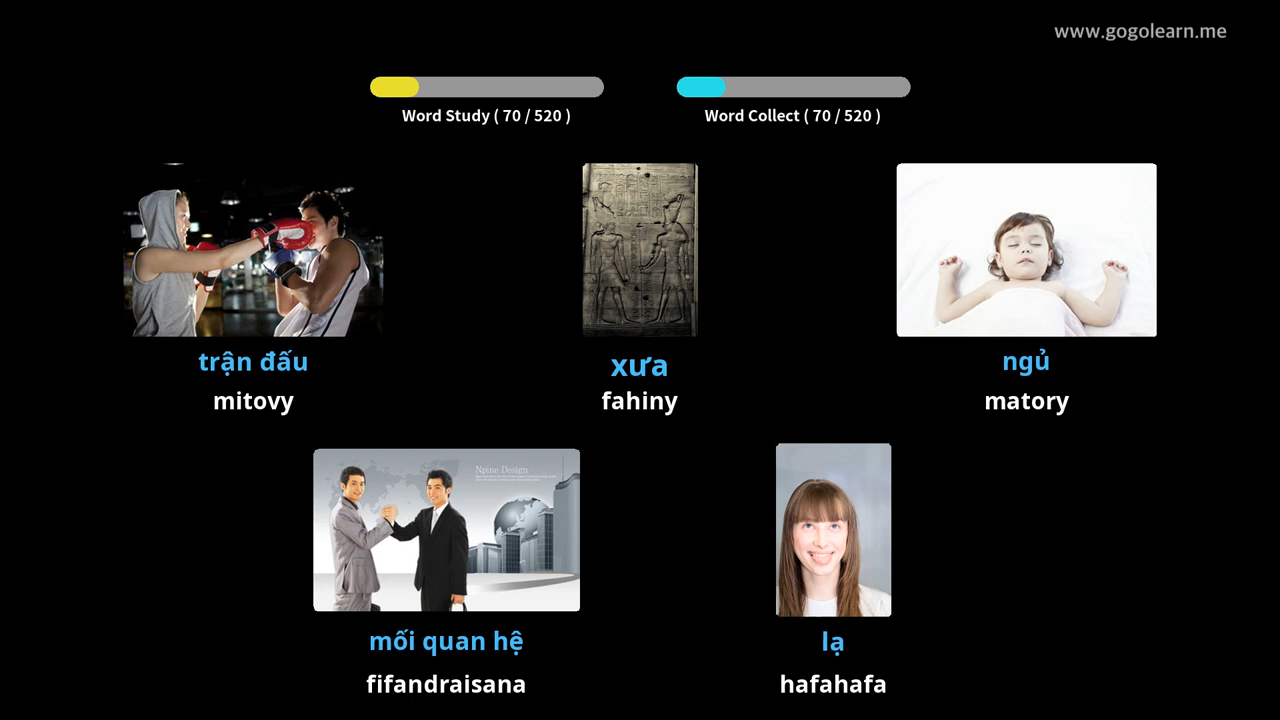 www.gogolearn.me
Word Study ( 70 / 520 )
Word Collect ( 70 / 520 )
trận đấu
mitovy
xưa
fahiny
ngủ
matory
Npine Design
mối quan hệ
fifandraisana
lạ
hafahafa